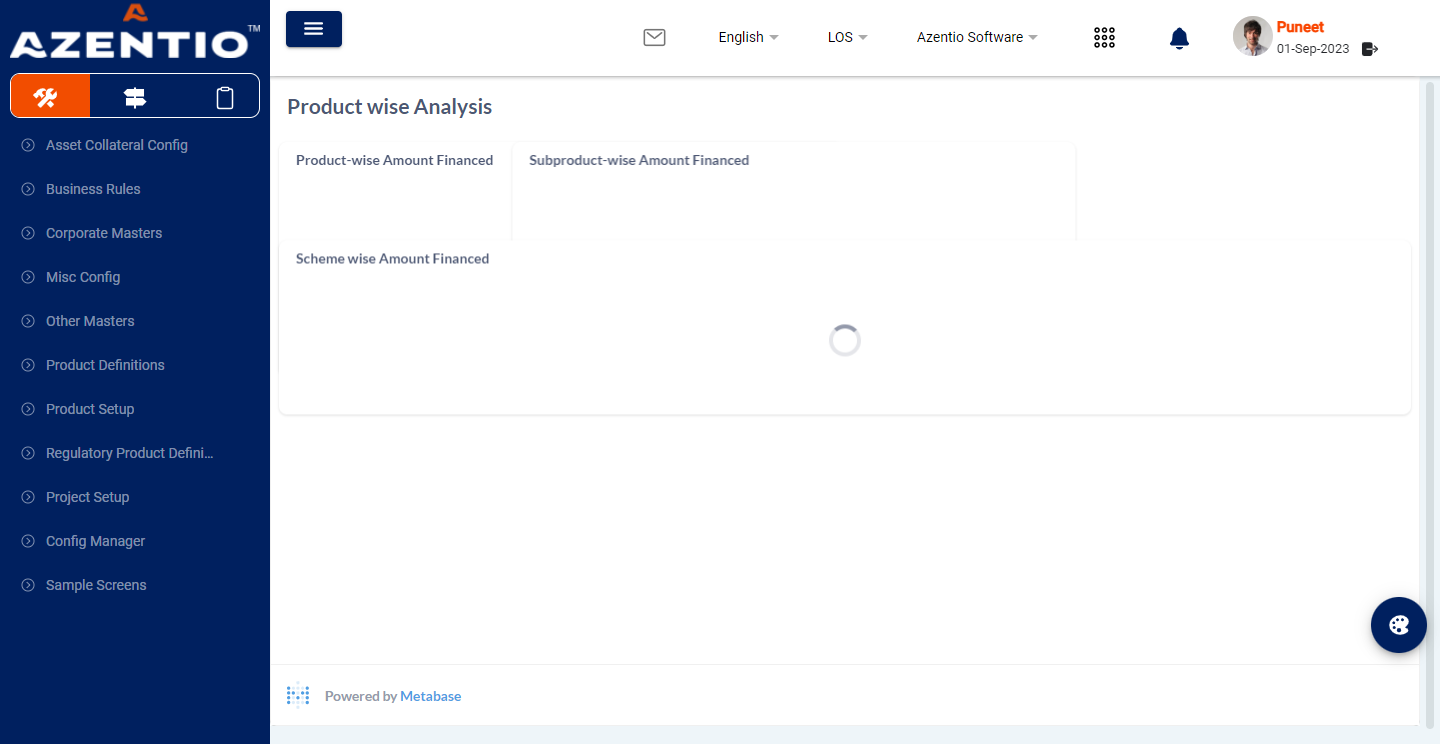 AZENTIO™
English
LOS
Azentio Software
Puneet
01-Sep-2023
Asset Collateral Config
Business Rules
Corporate Masters
Misc Config
Other Masters
Product Definitions
Product Setup
Regulatory Product Defini...
Project Setup
Config Manager
Sample Screens
Product wise Analysis
Product-wise Amount Financed
Subproduct-wise Amount Financed
Scheme wise Amount Financed
Powered by Metabase